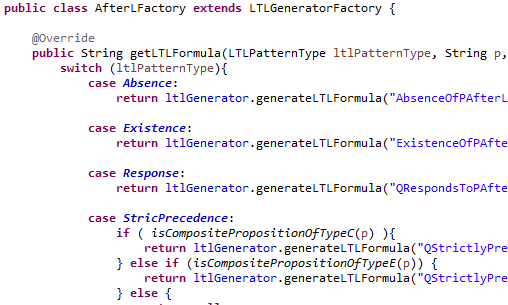 public class AfterLFactory extends LTLGeneratorFactory {
@Override
public String getLTLFormula(LTLPatternType ltlPatternType, String p,
switch (ltlPatternType){
case Absence:
return ltlGenerator.generateLTLFormula("AbsenceOfPAfterL
case Existence:
return ltlGenerator.generateLTLFormula("ExistenceOfPAfte
case Response:
return ltlGenerator.generateLTLFormula("QRespondsToPAfte
case StricPrecedence:
if ( isCompositePropositionOfTypeC(p) ){
return ltlGenerator.generateLTLFormula("QStrictlyPre
} else if (isCompositePropositionOfTypeE(p)) {
return ltlGenerator.generateLTLFormula("QStrictlyPre
} else {